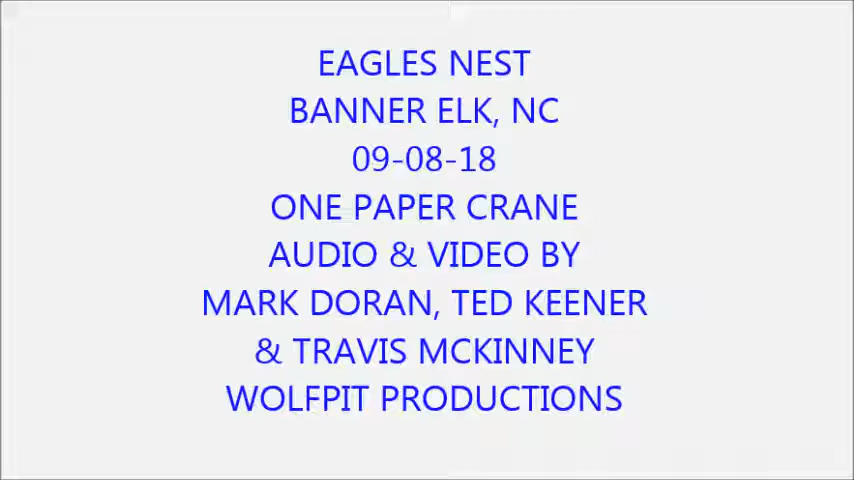 EAGLES NEST
BANNER ELK, NC
09-08-18
ONE PAPER CRANE
AUDIO & VIDEO BY
MARK DORAN, TED KEENER
& TRAVIS MCKINNEY
WOLFPIT PRODUCTIONS